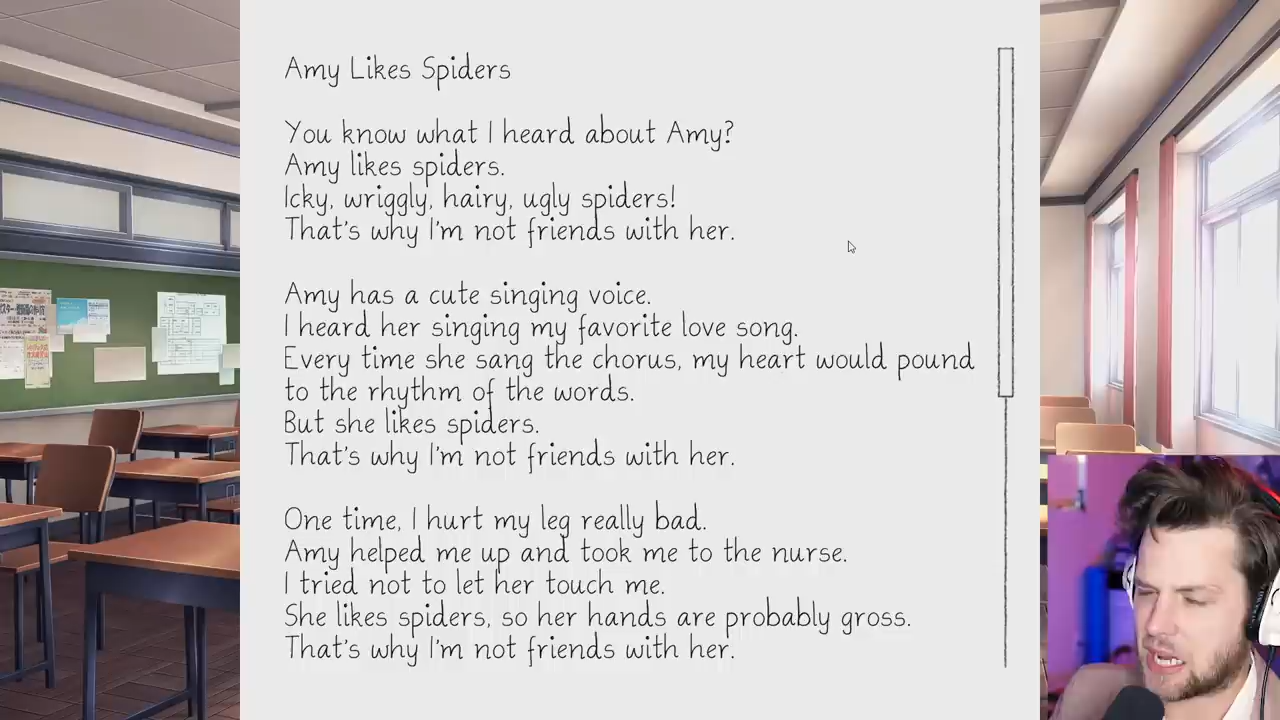 Amy Likes Spiders
You know what I heard about Amy?
Amy likes spiders.
Icky, wriggly, hairy, ugly spiders!
That's why I'm not friends with her.
Amy has a cute singing voice.
I heard her singing my favorite love song.
Every time she sang the chorus, my heart would pound
to the rhythm of the words.
But she likes spiders.
That's why I'm not friends with her.
One time, I hurt my leg really bad.
Amy helped me up and took me to the nurse.
I tried not to let her touch me.
She likes spiders, so her hands are probably gross.
That's why I'm not friends with her.